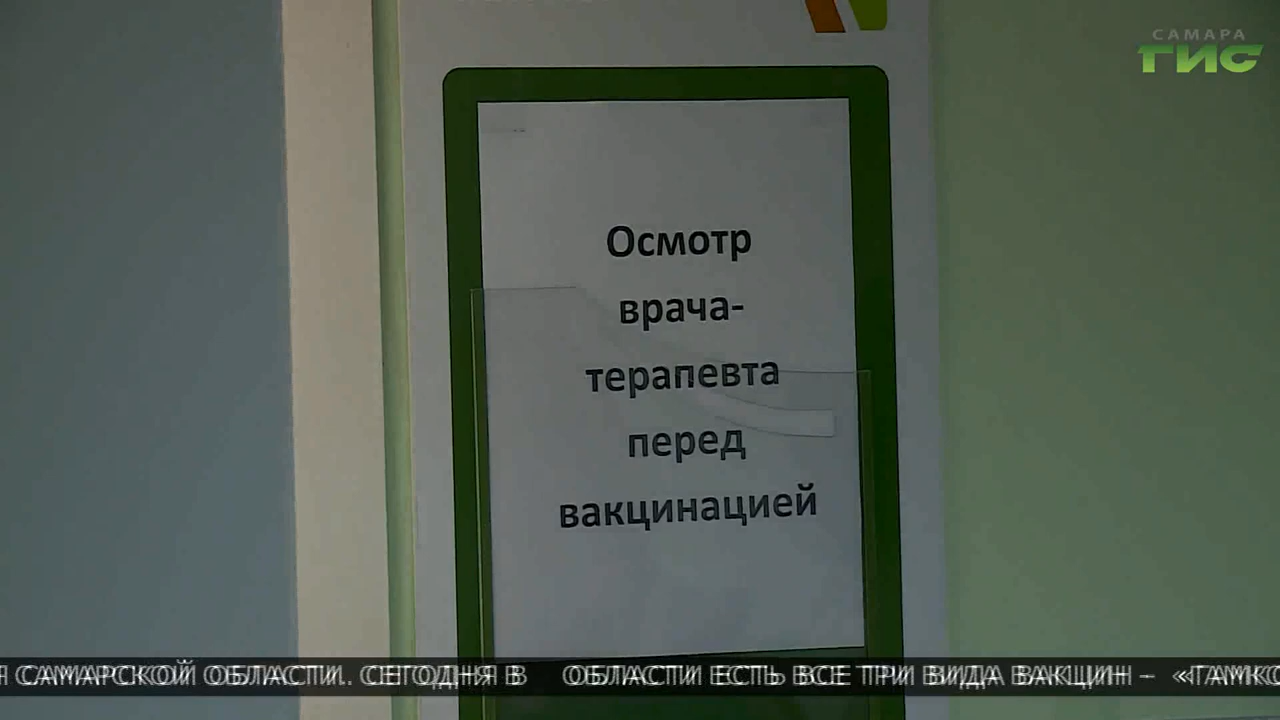 САМАРА
ГИС
Осмотр
врача-
терапевта
перед
вакцинацией
САМАРСКОЙ ОБЛАСТИ. СЕГОДНЯ В ОБЛАСТИ ЕСТЬ ВСЕ ТРИ ВИДА ВАКЦИН –